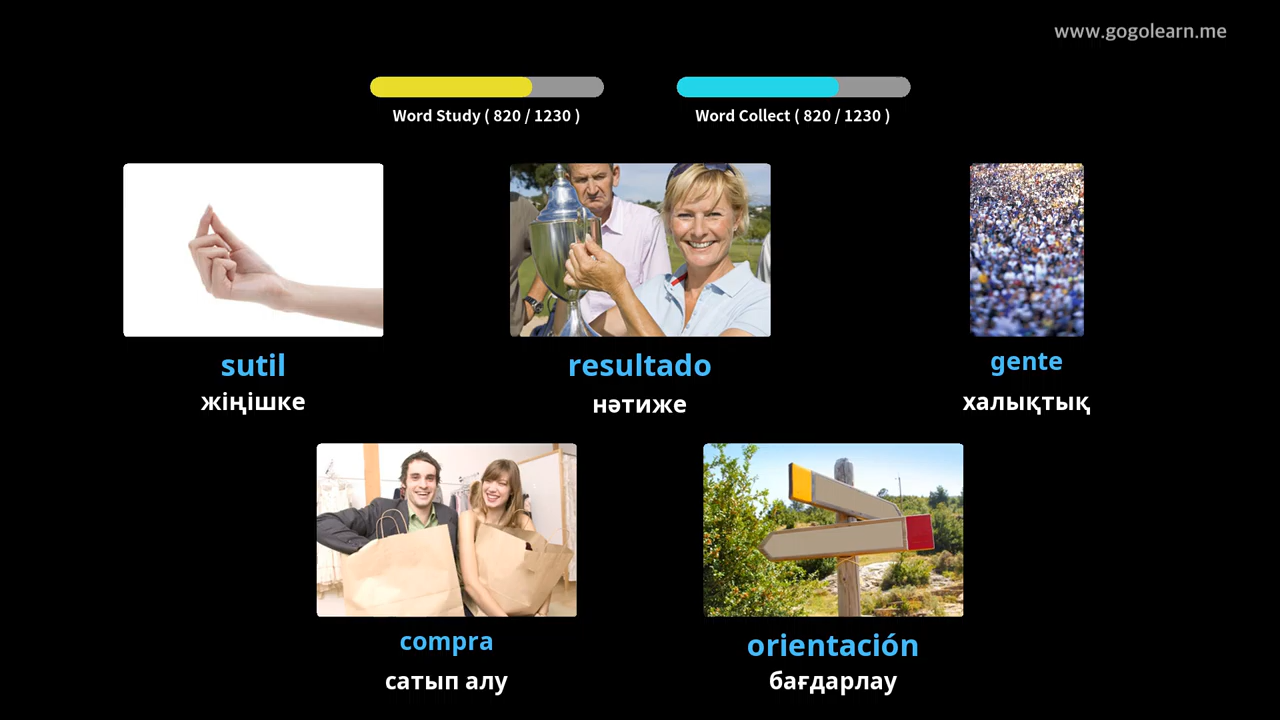 www.gogolearn.me
Word Study ( 820 / 1230 )
Word Collect ( 820 / 1230 )
sutil
жіңішке
resultado
нәтиже
gente
халықтық
compra
сатып алу
orientación
бағдарлау